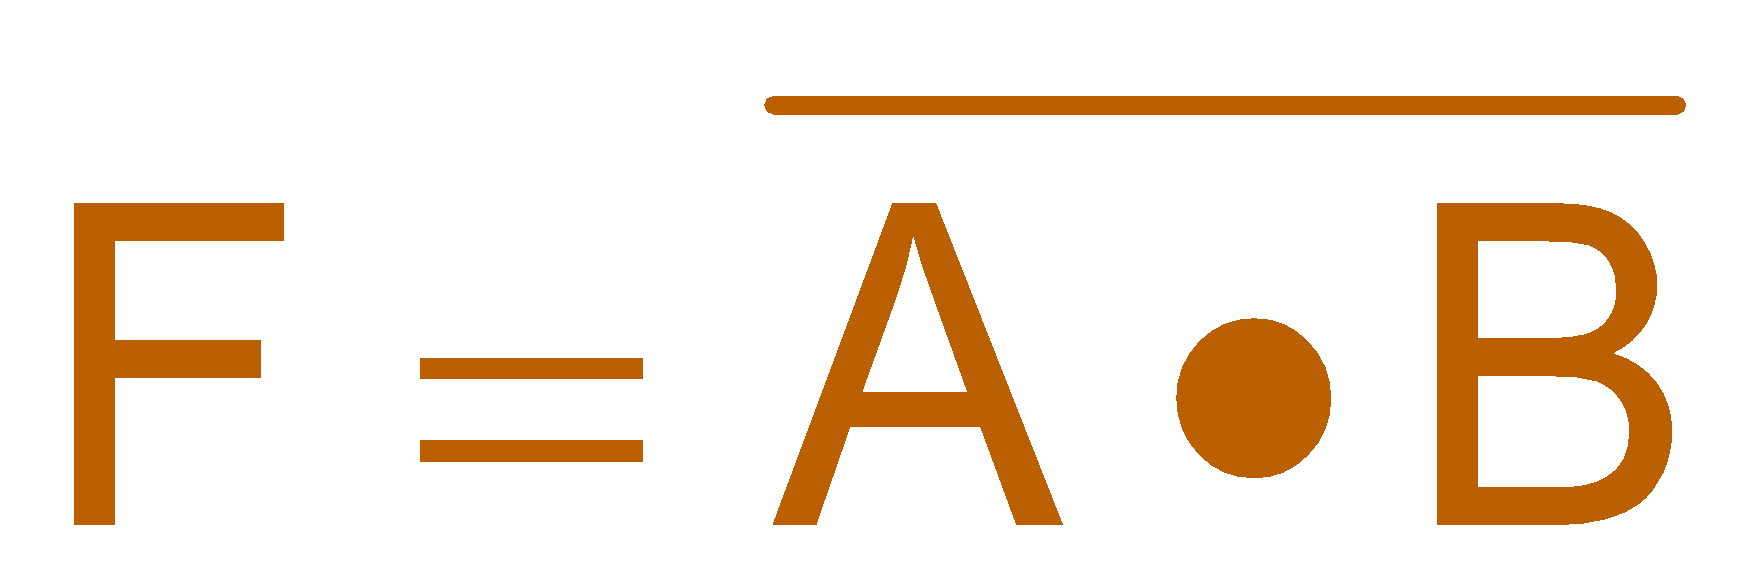 F = A • B